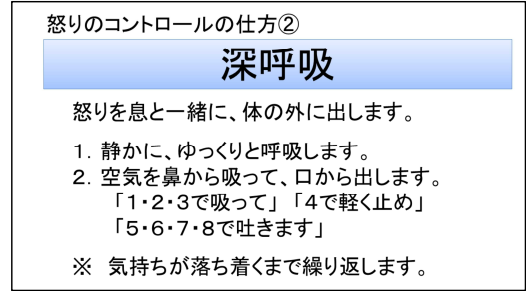 怒りのコントロールの仕方②
深呼吸
怒りを息と一緒に、体の外に出します。
１．静かに、ゆっくりと呼吸します。
２．空気を鼻から吸って、口から出します。
「１・２・３で吸って」「４で軽く止め」
「５・６・７・８で吐きます」
※　気持ちが落ち着くまで繰り返します。